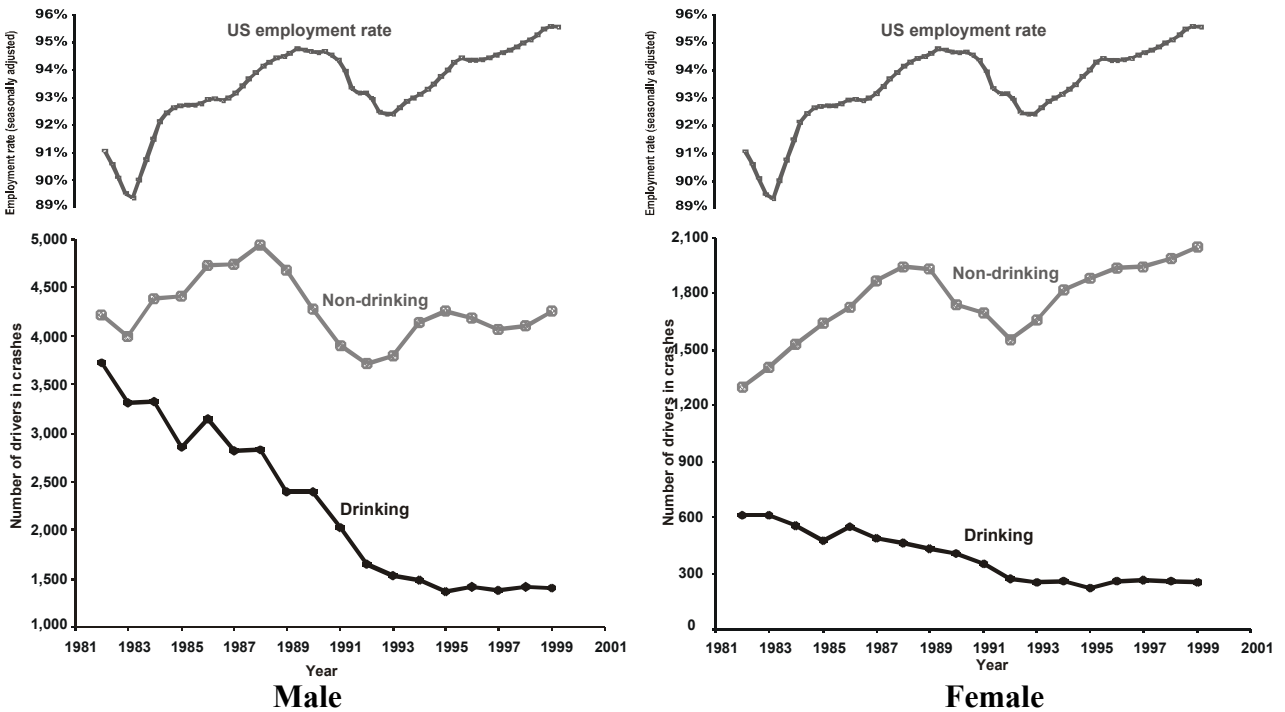 96%
95%
94%
93%
92%
91%
90%
89%
Employment rate (seasonally adjusted)
US employment rate
5,000
4,500
4,000
3,500
3,000
2,500
2,000
1,500
1,000
Number of drivers in crashes
Non-drinking
Drinking
1981 1983 1985 1987 1989 1991 1993 1995 1997 1999 2001
Year
Male
96%
95%
94%
93%
92%
91%
90%
89%
Employment rate (seasonally adjusted)
US employment rate
2,100
1,800
1,500
1,200
900
600
300
0
Number of drivers in crashes
Non-drinking
Drinking
1981 1983 1985 1987 1989 1991 1993 1995 1997 1999 2001
Year
Female